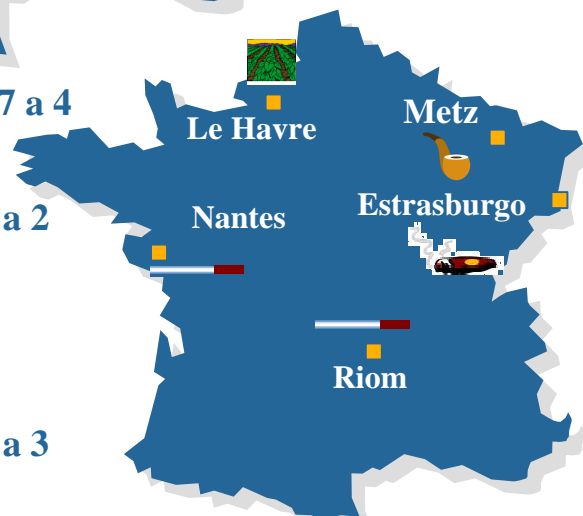 7 a 4
Metz
Le Havre
Estrasburgo
a 2
Nantes
Riom
a 3